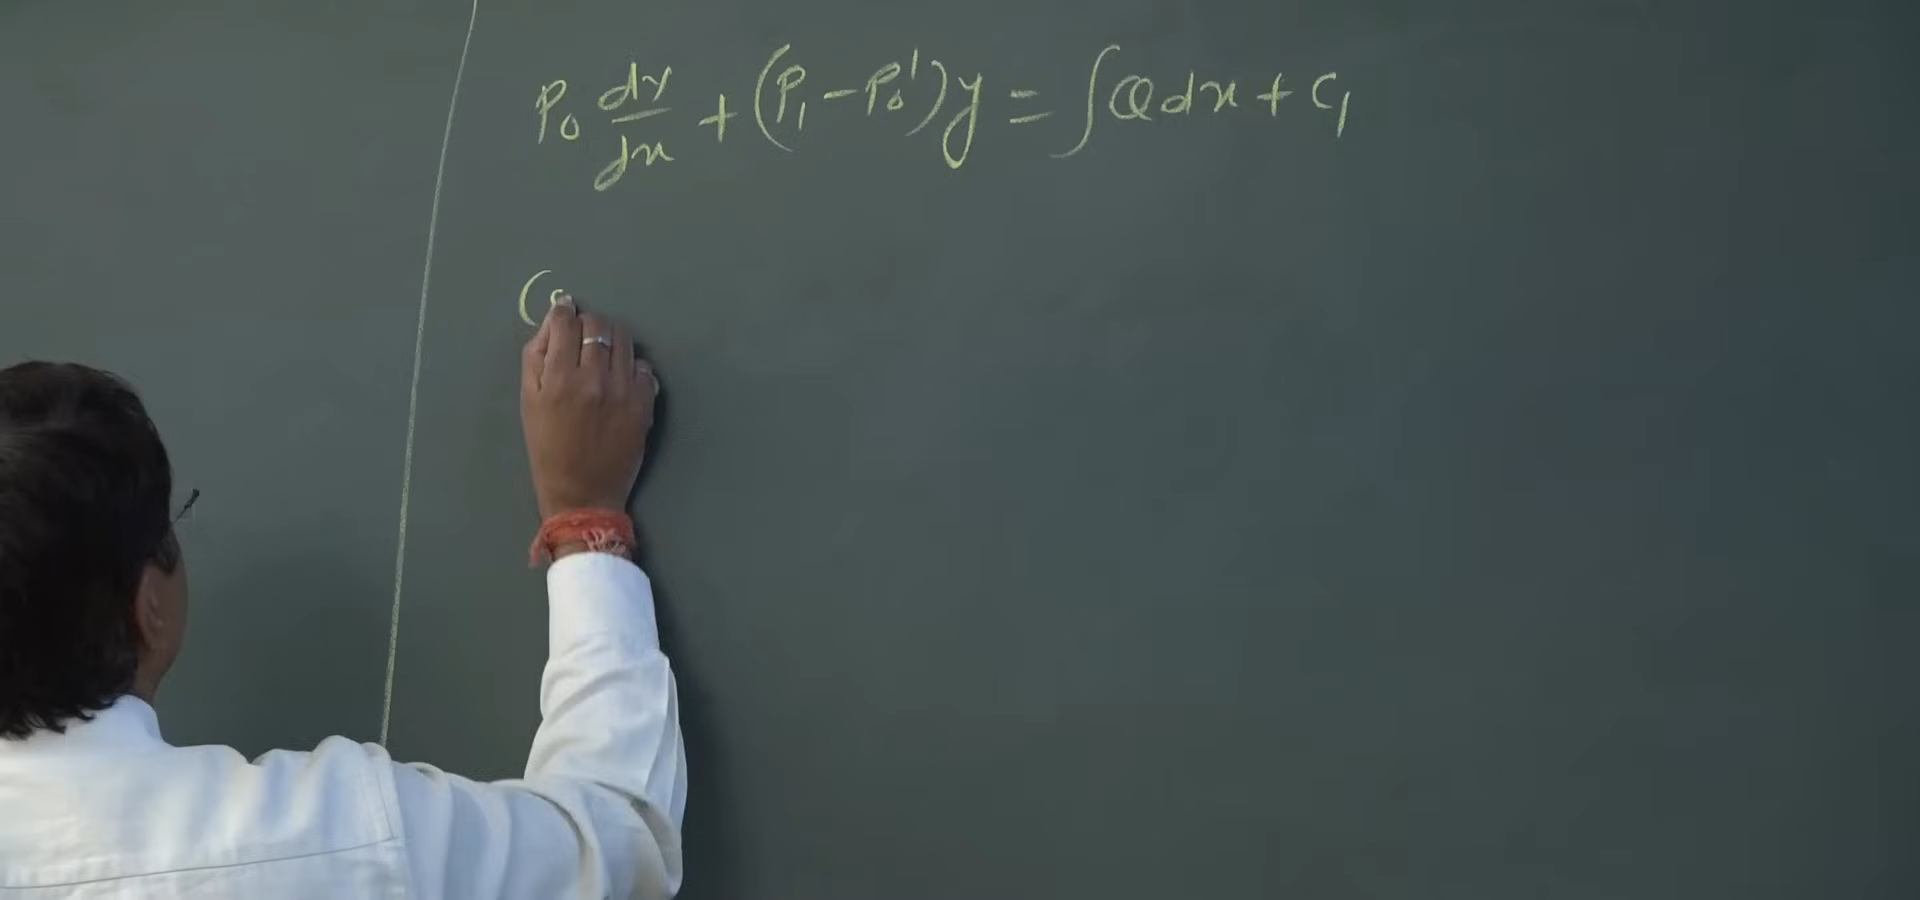 P₀ dy/dx + (P₁ - P₀')y = ∫Q dx + C₁
(